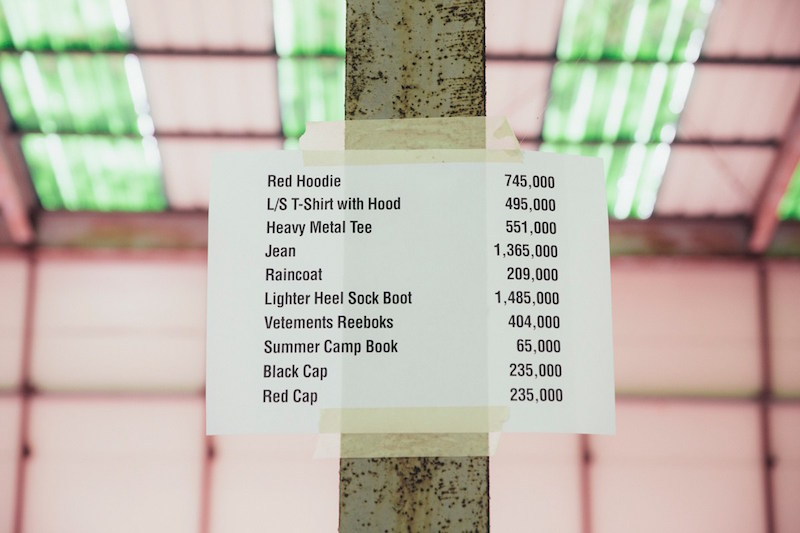 Red Hoodie 745,000
L/S T-Shirt with Hood 495,000
Heavy Metal Tee 551,000
Jean 1,365,000
Raincoat 209,000
Lighter Heel Sock Boot 1,485,000
Vetements Reeboks 404,000
Summer Camp Book 65,000
Black Cap 235,000
Red Cap 235,000